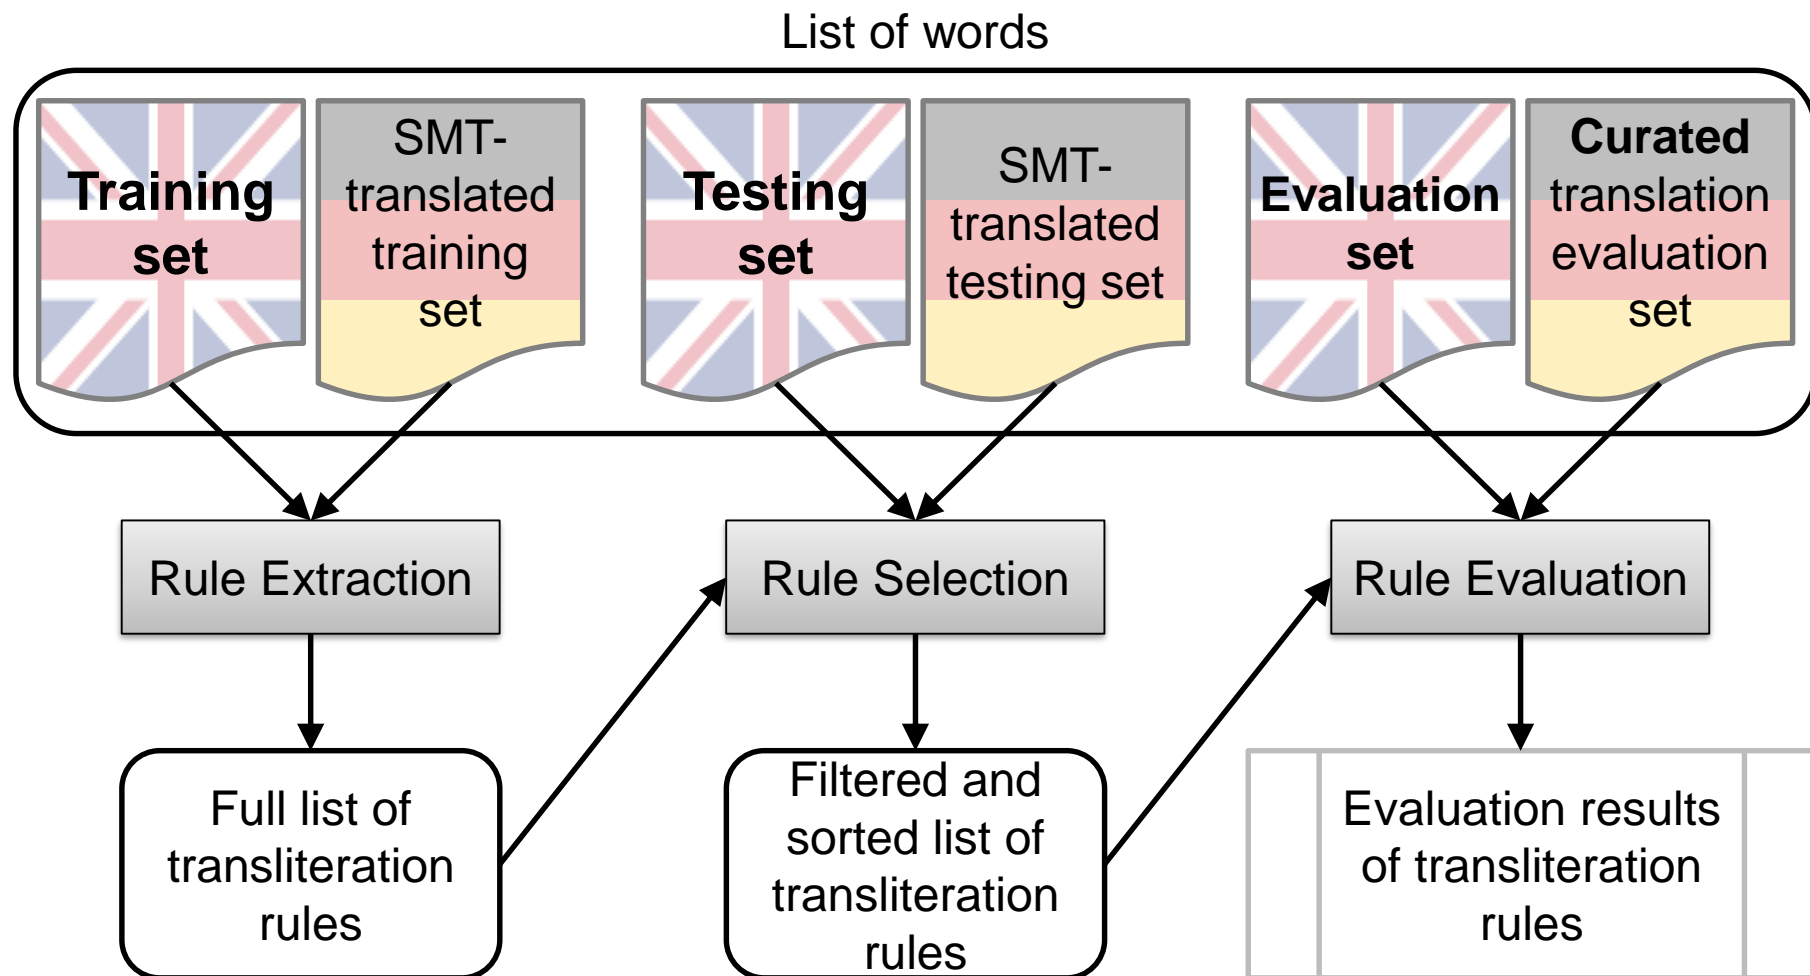 List of words
Training
set
SMT-
translated
training
set
Testing
set
SMT-
translated
testing set
Evaluation
set
Curated
translation
evaluation
set
Rule Extraction
Rule Selection
Rule Evaluation
Full list of
transliteration
rules
Filtered and
sorted list of
transliteration
rules
Evaluation results
of transliteration
rules